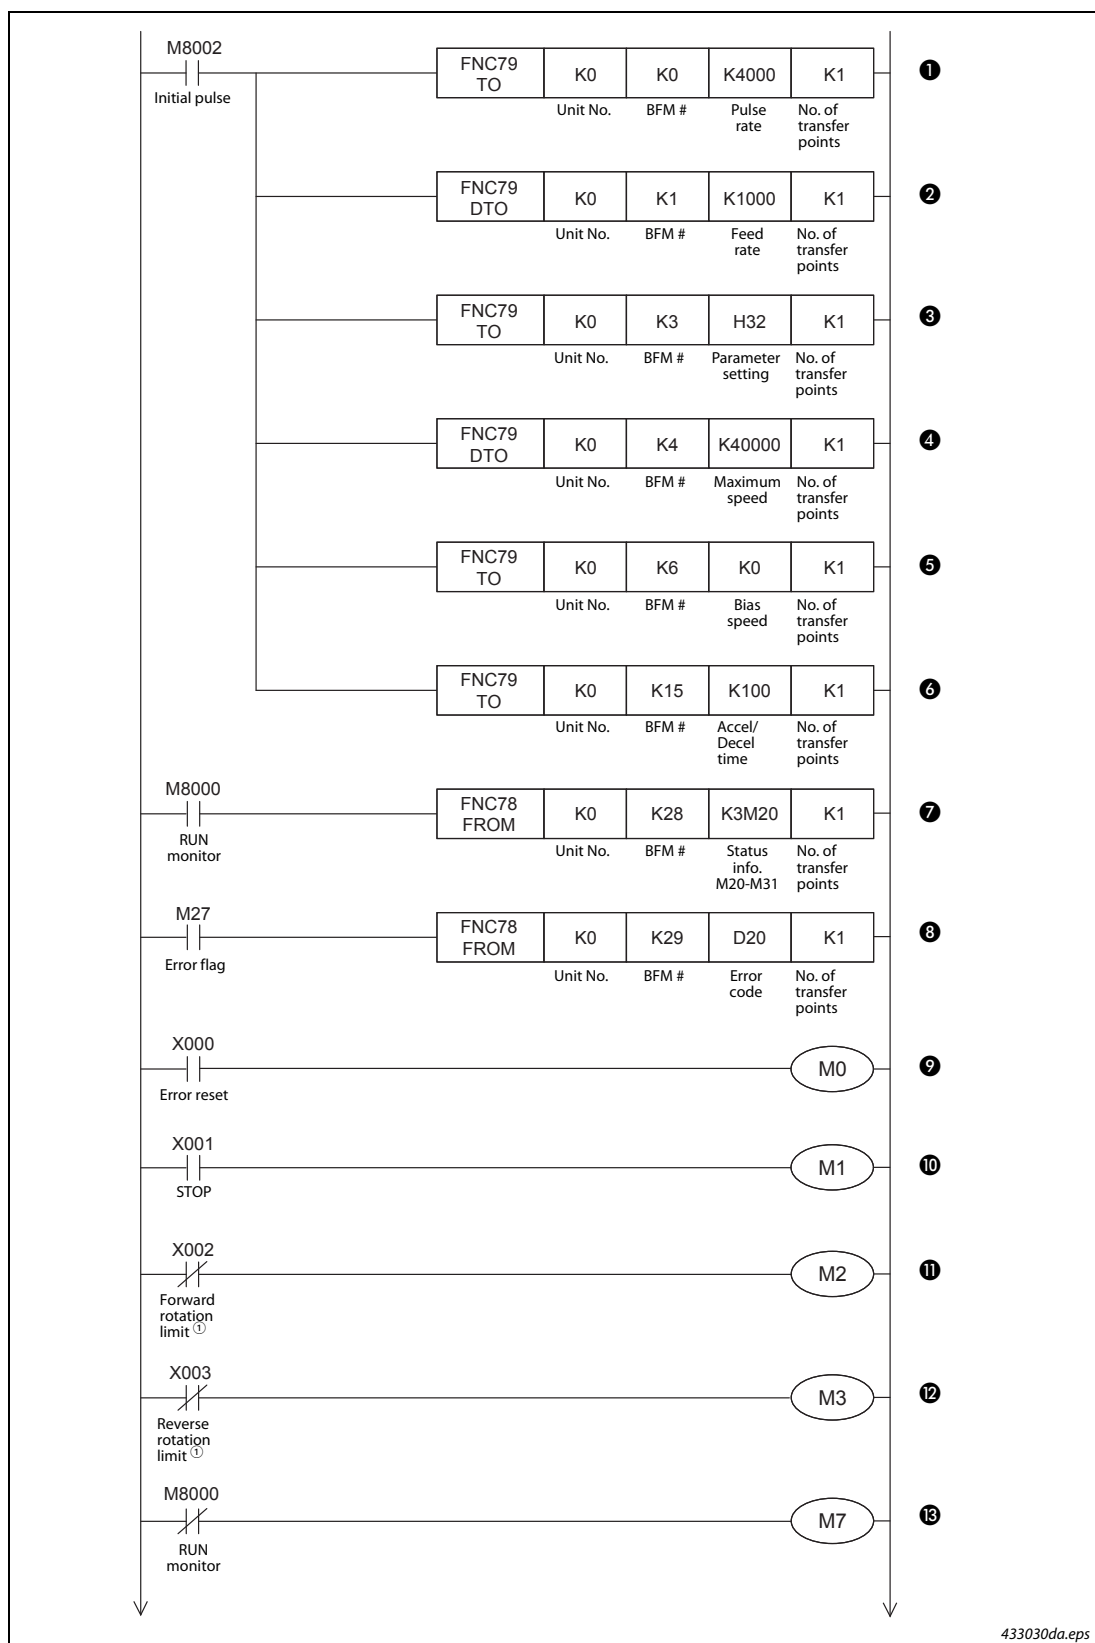 M8002
Initial pulse
FNC79
TO
K0
K0
K4000
K1
❶
Unit No.
BFM #
Pulse
rate
No. of
transfer
points
FNC79
DTO
K0
K1
K1000
K1
❷
Unit No.
BFM #
Feed
rate
No. of
transfer
points
FNC79
TO
K0
K3
H32
K1
❸
Unit No.
BFM #
Parameter
setting
No. of
transfer
points
FNC79
DTO
K0
K4
K40000
K1
❹
Unit No.
BFM #
Maximum
speed
No. of
transfer
points
FNC79
TO
K0
K6
K0
K1
❺
Unit No.
BFM #
Bias
speed
No. of
transfer
points
FNC79
TO
K0
K15
K100
K1
❻
Unit No.
BFM #
Accel/
Decel
time
No. of
transfer
points
M8000
RUN
monitor
FNC78
FROM
K0
K28
K3M20
K1
❼
Unit No.
BFM #
Status
info.
M20-M31
No. of
transfer
points
M27
Error flag
FNC78
FROM
K0
K29
D20
K1
❽
Unit No.
BFM #
Error
code
No. of
transfer
points
X000
Error reset
M0
❾
X001
STOP
M1
❿
X002
Forward
rotation
limit ①
M2
⓫
X003
Reverse
rotation
limit ①
M3
⓬
M8000
RUN
monitor
M7
⓭
433030da.eps